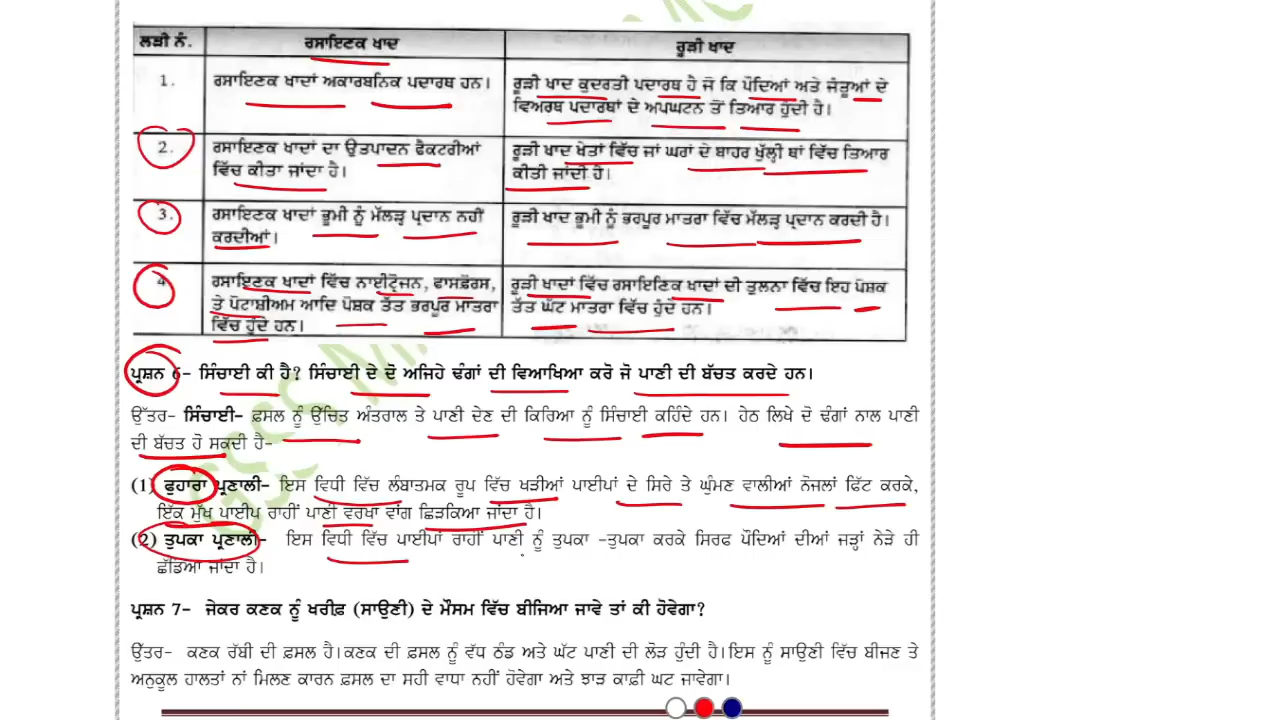 ਲੜੀ ਨੰ. ਰਸਾਇਣਕ ਖਾਦ ਰੂੜੀ ਖਾਦ
1. ਰਸਾਇਣਕ ਖਾਦਾਂ ਅਕਾਰਬਨਿਕ ਪਦਾਰਥ ਹਨ। ਰੂੜੀ ਖਾਦ ਕੁਦਰਤੀ ਪਦਾਰਥ ਹੈ ਜੋ ਕਿ ਪੌਦਿਆਂ ਅਤੇ ਜੰਤੂਆਂ ਦੇ
ਵਿਅਰਥ ਪਦਾਰਥਾਂ ਦੇ ਅਪਘਟਨ ਤੋਂ ਤਿਆਰ ਹੁੰਦੀ ਹੈ।
2. ਰਸਾਇਣਕ ਖਾਦਾਂ ਦਾ ਉਤਪਾਦਨ ਫੈਕਟਰੀਆਂ ਰੂੜੀ ਖਾਦ ਖੇਤਾਂ ਵਿੱਚ ਜਾਂ ਘਰਾਂ ਦੇ ਬਾਹਰ ਖੁੱਲ੍ਹੀ ਥਾਂ ਵਿੱਚ ਤਿਆਰ
ਵਿੱਚ ਕੀਤਾ ਜਾਂਦਾ ਹੈ। ਕੀਤੀ ਜਾਂਦੀ ਹੈ।
3. ਰਸਾਇਣਕ ਖਾਦਾਂ ਭੂਮੀ ਨੂੰ ਮੱਲੜ੍ਹ ਪ੍ਰਦਾਨ ਨਹੀਂ ਰੂੜੀ ਖਾਦ ਭੂਮੀ ਨੂੰ ਭਰਪੂਰ ਮਾਤਰਾ ਵਿੱਚ ਮੱਲੜ੍ਹ ਪ੍ਰਦਾਨ ਕਰਦੀ ਹੈ।
ਕਰਦੀਆਂ।
4 ਰਸਾਇਣਕ ਖਾਦਾਂ ਵਿੱਚ ਨਾਈਟ੍ਰੋਜਨ, ਫਾਸਫ਼ੋਰਸ, ਰੂੜੀ ਖਾਦਾਂ ਵਿੱਚ ਰਸਾਇਣਿਕ ਖਾਦਾਂ ਦੀ ਤੁਲਨਾ ਵਿੱਚ ਇਹ ਪੋਸ਼ਕ
ਤੇ ਪੋਟਾਸ਼ੀਅਮ ਆਦਿ ਪੋਸ਼ਕ ਤੱਤ ਭਰਪੂਰ ਮਾਤਰਾ ਤੱਤ ਘੱਟ ਮਾਤਰਾ ਵਿੱਚ ਹੁੰਦੇ ਹਨ।
ਵਿੱਚ ਹੁੰਦੇ ਹਨ।
ਪ੍ਰਸ਼ਨ 6- ਸਿੰਚਾਈ ਕੀ ਹੈ? ਸਿੰਚਾਈ ਦੇ ਦੋ ਅਜਿਹੇ ਢੰਗਾਂ ਦੀ ਵਿਆਖਿਆ ਕਰੋ ਜੋ ਪਾਣੀ ਦੀ ਬੱਚਤ ਕਰਦੇ ਹਨ।
ਉੱਤਰ- ਸਿੰਚਾਈ- ਫ਼ਸਲ ਨੂੰ ਉਚਿਤ ਅੰਤਰਾਲ ਤੇ ਪਾਣੀ ਦੇਣ ਦੀ ਕਿਰਿਆ ਨੂੰ ਸਿੰਚਾਈ ਕਹਿੰਦੇ ਹਨ। ਹੇਠ ਲਿਖੇ ਦੋ ਢੰਗਾਂ ਨਾਲ ਪਾਣੀ
ਦੀ ਬੱਚਤ ਹੋ ਸਕਦੀ ਹੈ-
(1) ਫੁਹਾਰਾ ਪ੍ਰਣਾਲੀ- ਇਸ ਵਿਧੀ ਵਿੱਚ ਲੰਬਾਤਮਕ ਰੂਪ ਵਿੱਚ ਖੜੀਆਂ ਪਾਈਪਾਂ ਦੇ ਸਿਰੇ ਤੇ ਘੁੰਮਣ ਵਾਲੀਆਂ ਨੋਜਲਾਂ ਫਿੱਟ ਕਰਕੇ,
ਇੱਕ ਮੁੱਖ ਪਾਈਪ ਰਾਹੀਂ ਪਾਣੀ ਵਰਖਾ ਵਾਂਗ ਛਿੜਕਿਆ ਜਾਂਦਾ ਹੈ।
(2) ਤੁਪਕਾ ਪ੍ਰਣਾਲੀ- ਇਸ ਵਿਧੀ ਵਿੱਚ ਪਾਈਪਾਂ ਰਾਹੀਂ ਪਾਣੀ ਨੂੰ ਤੁਪਕਾ -ਤੁਪਕਾ ਕਰਕੇ ਸਿਰਫ ਪੌਦਿਆਂ ਦੀਆਂ ਜੜ੍ਹਾਂ ਨੇੜੇ ਹੀ
ਛੱਡਿਆ ਜਾਂਦਾ ਹੈ।
ਪ੍ਰਸ਼ਨ 7- ਜੇਕਰ ਕਣਕ ਨੂੰ ਖਰੀਫ਼ (ਸਾਉਣੀ) ਦੇ ਮੌਸਮ ਵਿੱਚ ਬੀਜਿਆ ਜਾਵੇ ਤਾਂ ਕੀ ਹੋਵੇਗਾ?
ਉੱਤਰ- ਕਣਕ ਰੱਬੀ ਦੀ ਫ਼ਸਲ ਹੈ।ਕਣਕ ਦੀ ਫ਼ਸਲ ਨੂੰ ਵੱਧ ਠੰਡ ਅਤੇ ਘੱਟ ਪਾਣੀ ਦੀ ਲੋੜ ਹੁੰਦੀ ਹੈ।ਇਸ ਨੂੰ ਸਾਉਣੀ ਵਿੱਚ ਬੀਜਣ ਤੇ
ਅਨੁਕੂਲ ਹਾਲਤਾਂ ਨਾਂ ਮਿਲਣ ਕਾਰਨ ਫ਼ਸਲ ਦਾ ਸਹੀ ਵਾਧਾ ਨਹੀਂ ਹੋਵੇਗਾ ਅਤੇ ਝਾੜ ਕਾਫ਼ੀ ਘਟ ਜਾਵੇਗਾ।